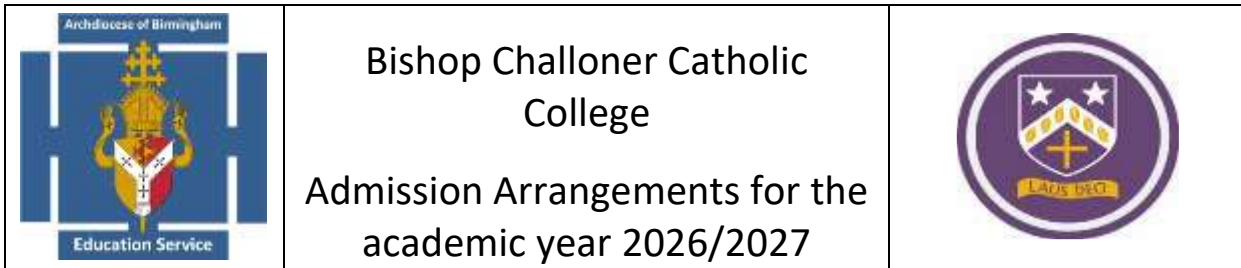 Archdiocese of Birmingham
Education Service
Bishop Challoner Catholic
College
Admission Arrangements for the
academic year 2026/2027
LAUS DEO